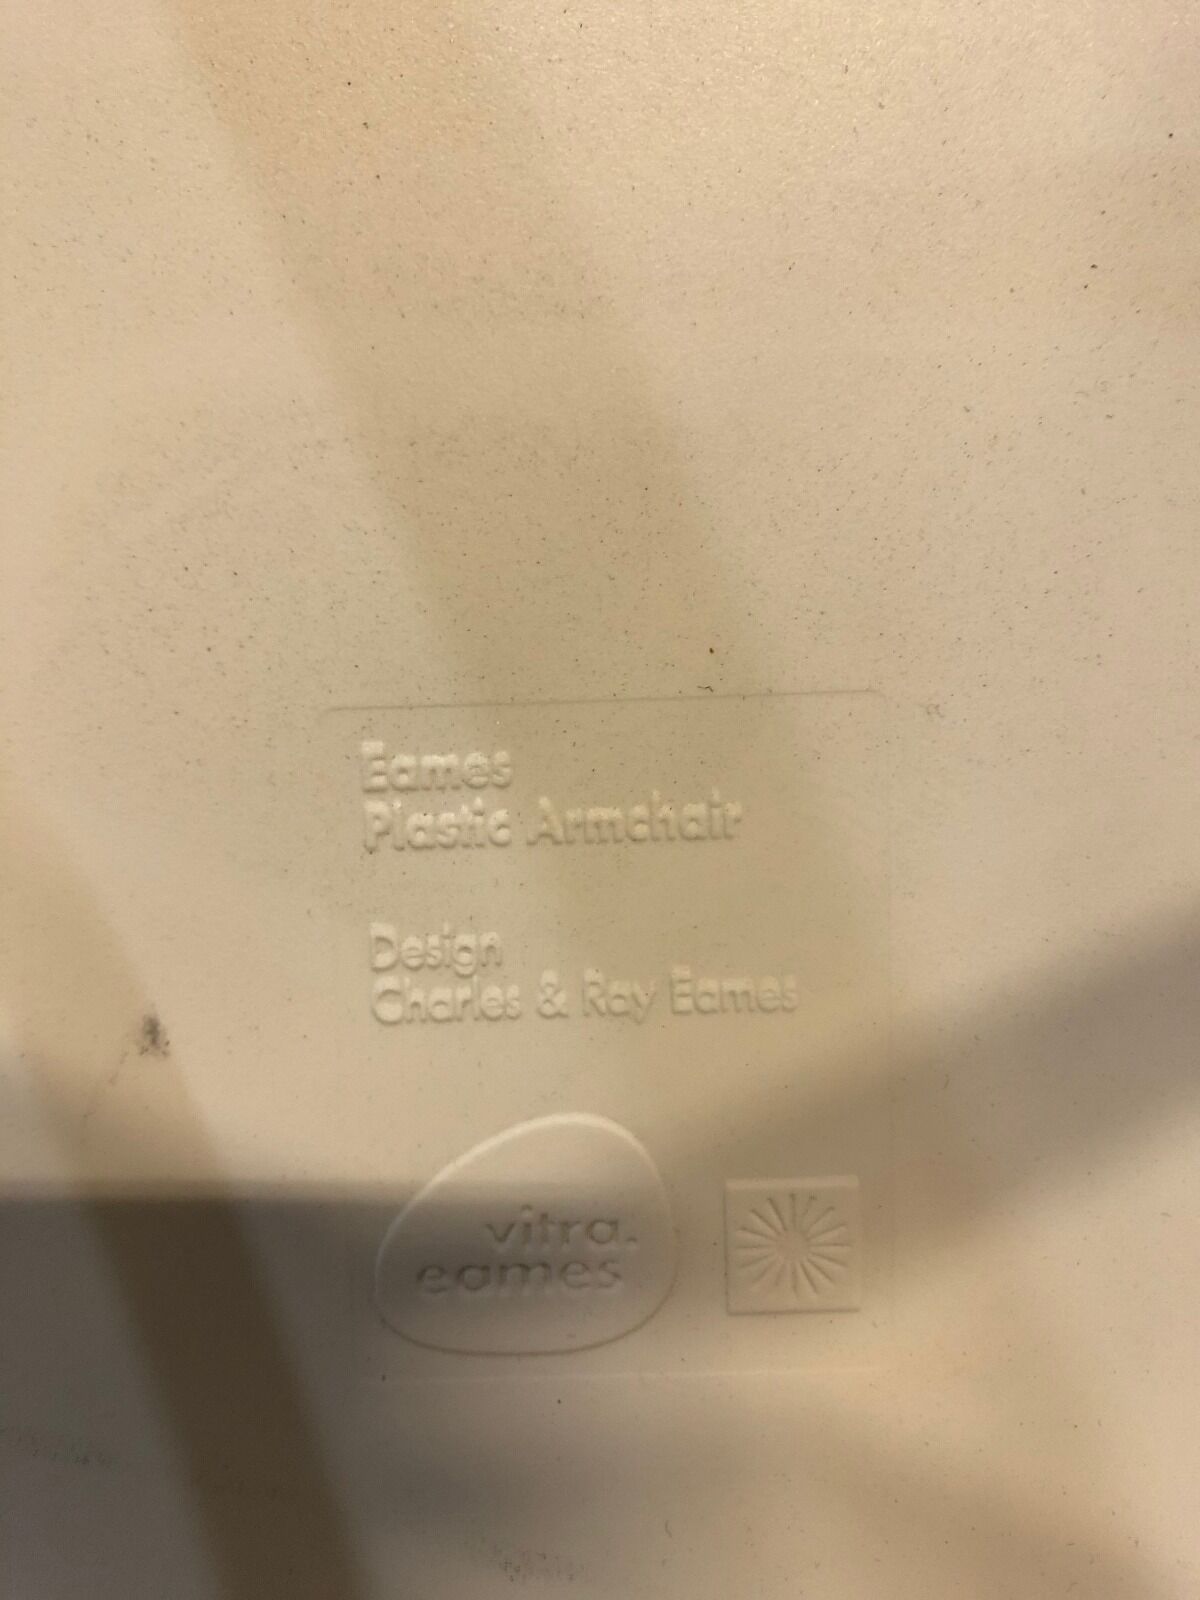 Eames
Plastic Armchair
Design
Charles & Ray Eames
vitra.
eames